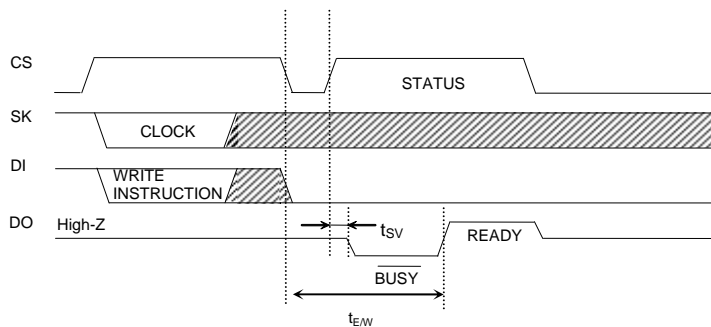 CS
STATUS
SK
CLOCK
DI
WRITE
INSTRUCTION
DO
High-Z
tSV
READY
BUSY
tE/W